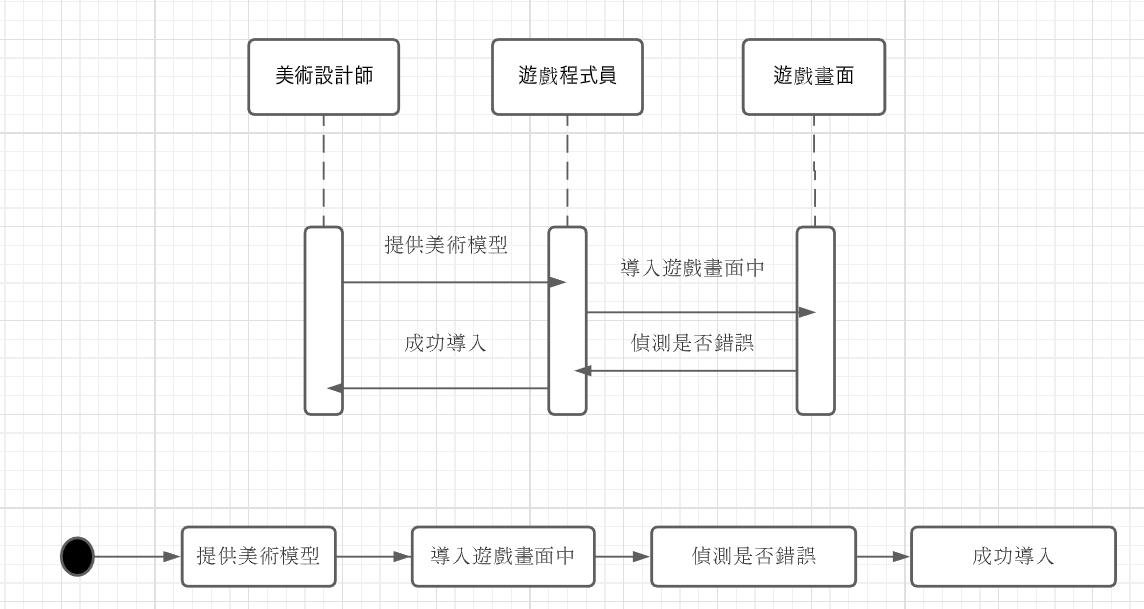 美術設計師
遊戲程式員
遊戲畫面
提供美術模型
導入遊戲畫面中
成功導入
偵測是否錯誤
提供美術模型
導入遊戲畫面中
偵測是否錯誤
成功導入